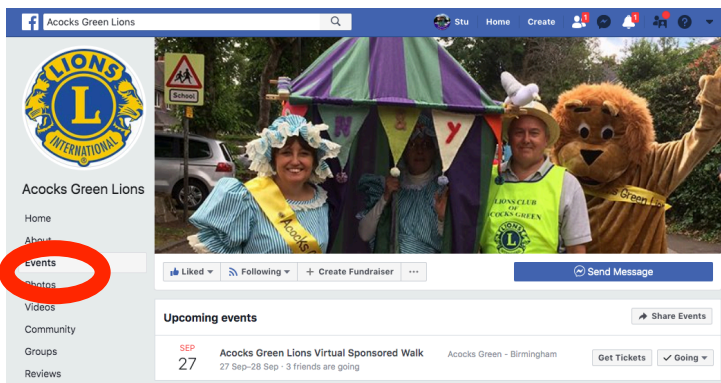 Acocks Green Lions
Stu
Home
Create
1
1
School
LIONS
L
INTERNATIONAL
N & Y
LIONS CLUB
OF
ACOCKS GREEN
Acocks
Green Lions
Acocks Green Lions
Home
About
Events
Photos
Videos
Community
Groups
Reviews
Liked
Following
+ Create Fundraiser
...
Send Message
Upcoming events
Share Events
SEP
27
Acocks Green Lions Virtual Sponsored Walk
27 Sep–28 Sep · 3 friends are going
Acocks Green - Birmingham
Get Tickets
Going